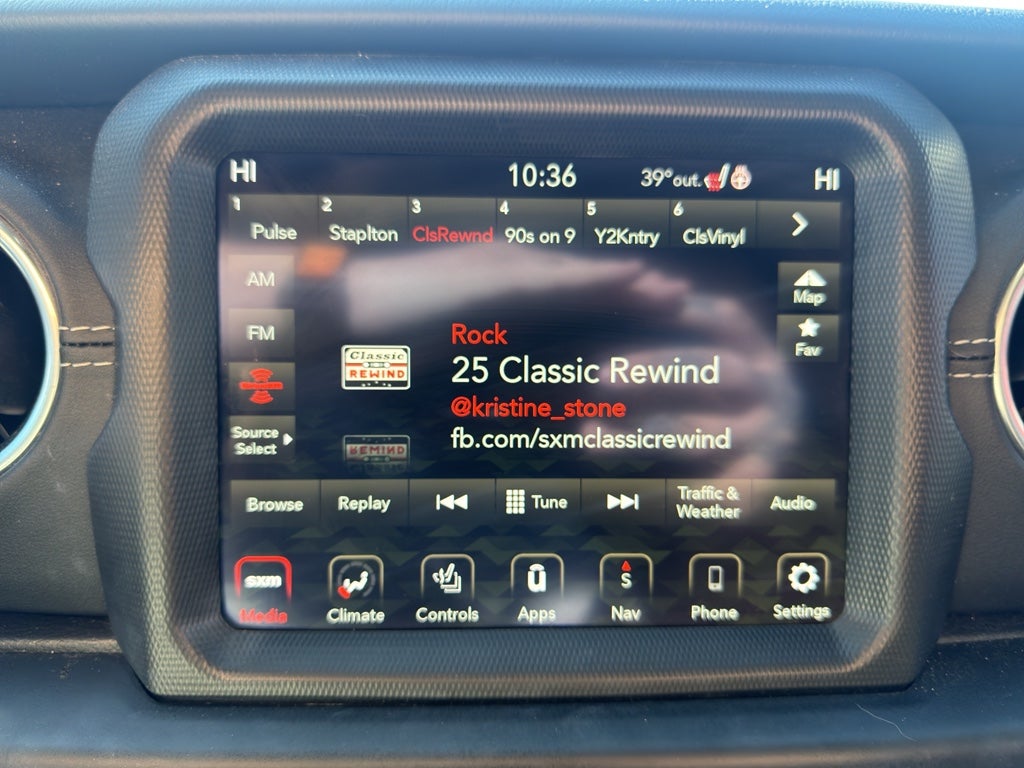 HI 10:36 39°out. HI
1 2 3 4 5 6
Pulse Staplton ClsRewnd 90s on 9 Y2Kntry ClsVinyl
AM
Map
FM
Fav
Rock
Classic
REWIND
25 Classic Rewind
@kristine_stone
fb.com/sxmclassicrewind
Source
Select
REWIND
Browse Replay Tune Traffic &
Weather Audio
sxm
S
Media Climate Controls Apps Nav Phone Settings